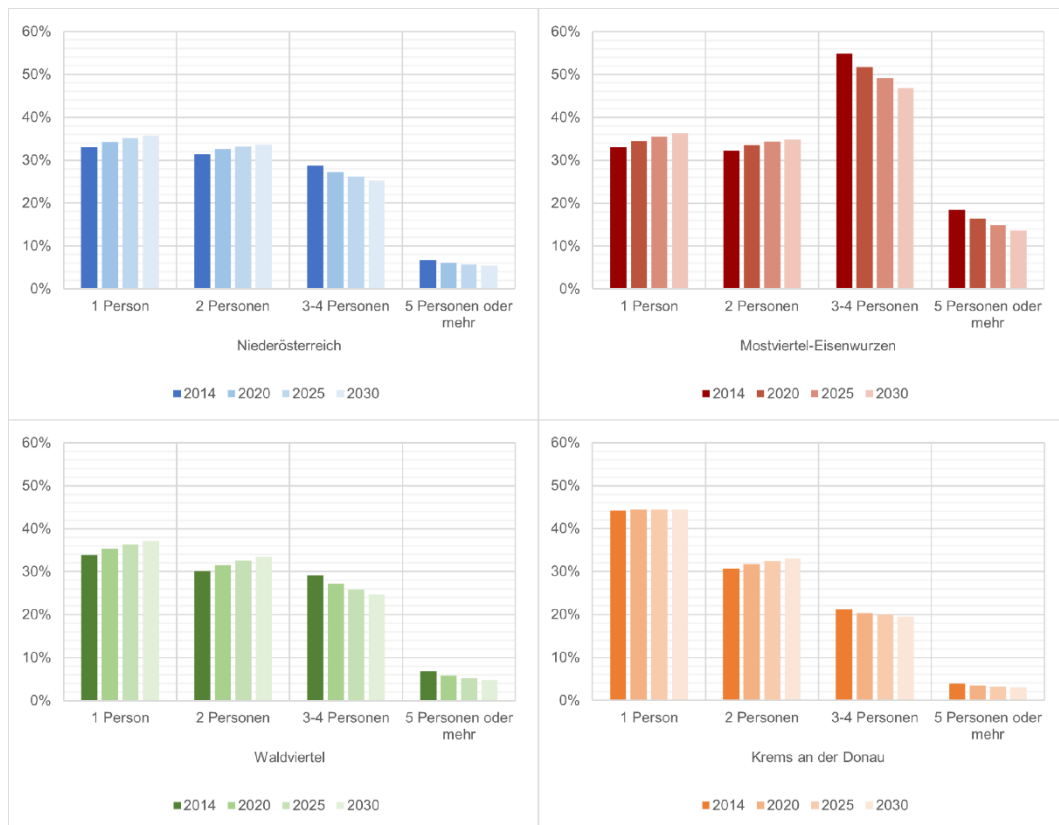 60%
50%
40%
30%
20%
10%
0%
1 Person 2 Personen 3-4 Personen 5 Personen oder
mehr
Niederösterreich
2014 2020 2025 2030
60%
50%
40%
30%
20%
10%
0%
1 Person 2 Personen 3-4 Personen 5 Personen oder
mehr
Mostviertel-Eisenwurzen
2014 2020 2025 2030
60%
50%
40%
30%
20%
10%
0%
1 Person 2 Personen 3-4 Personen 5 Personen oder
mehr
Waldviertel
2014 2020 2025 2030
60%
50%
40%
30%
20%
10%
0%
1 Person 2 Personen 3-4 Personen 5 Personen oder
mehr
Krems an der Donau
2014 2020 2025 2030